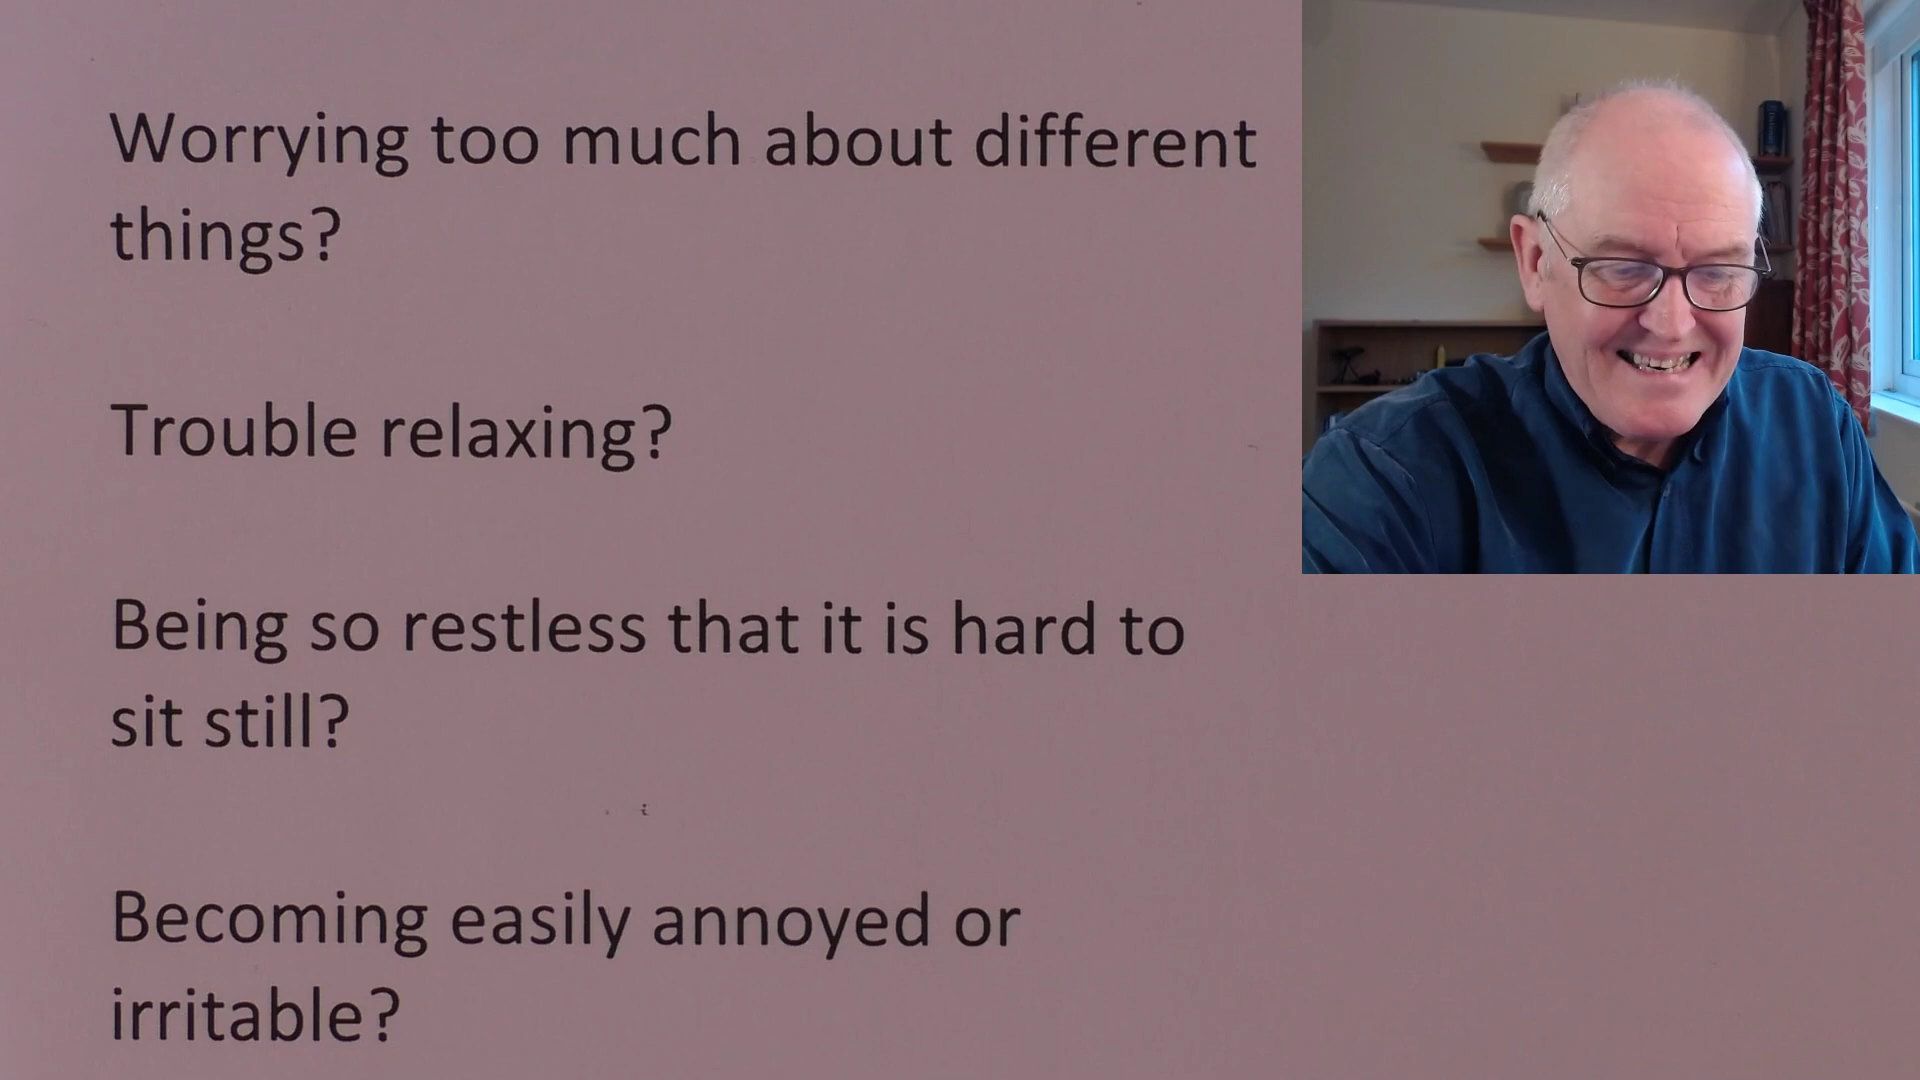 Worrying too much about different
things?
Trouble relaxing?
Being so restless that it is hard to
sit still?
Becoming easily annoyed or
irritable?